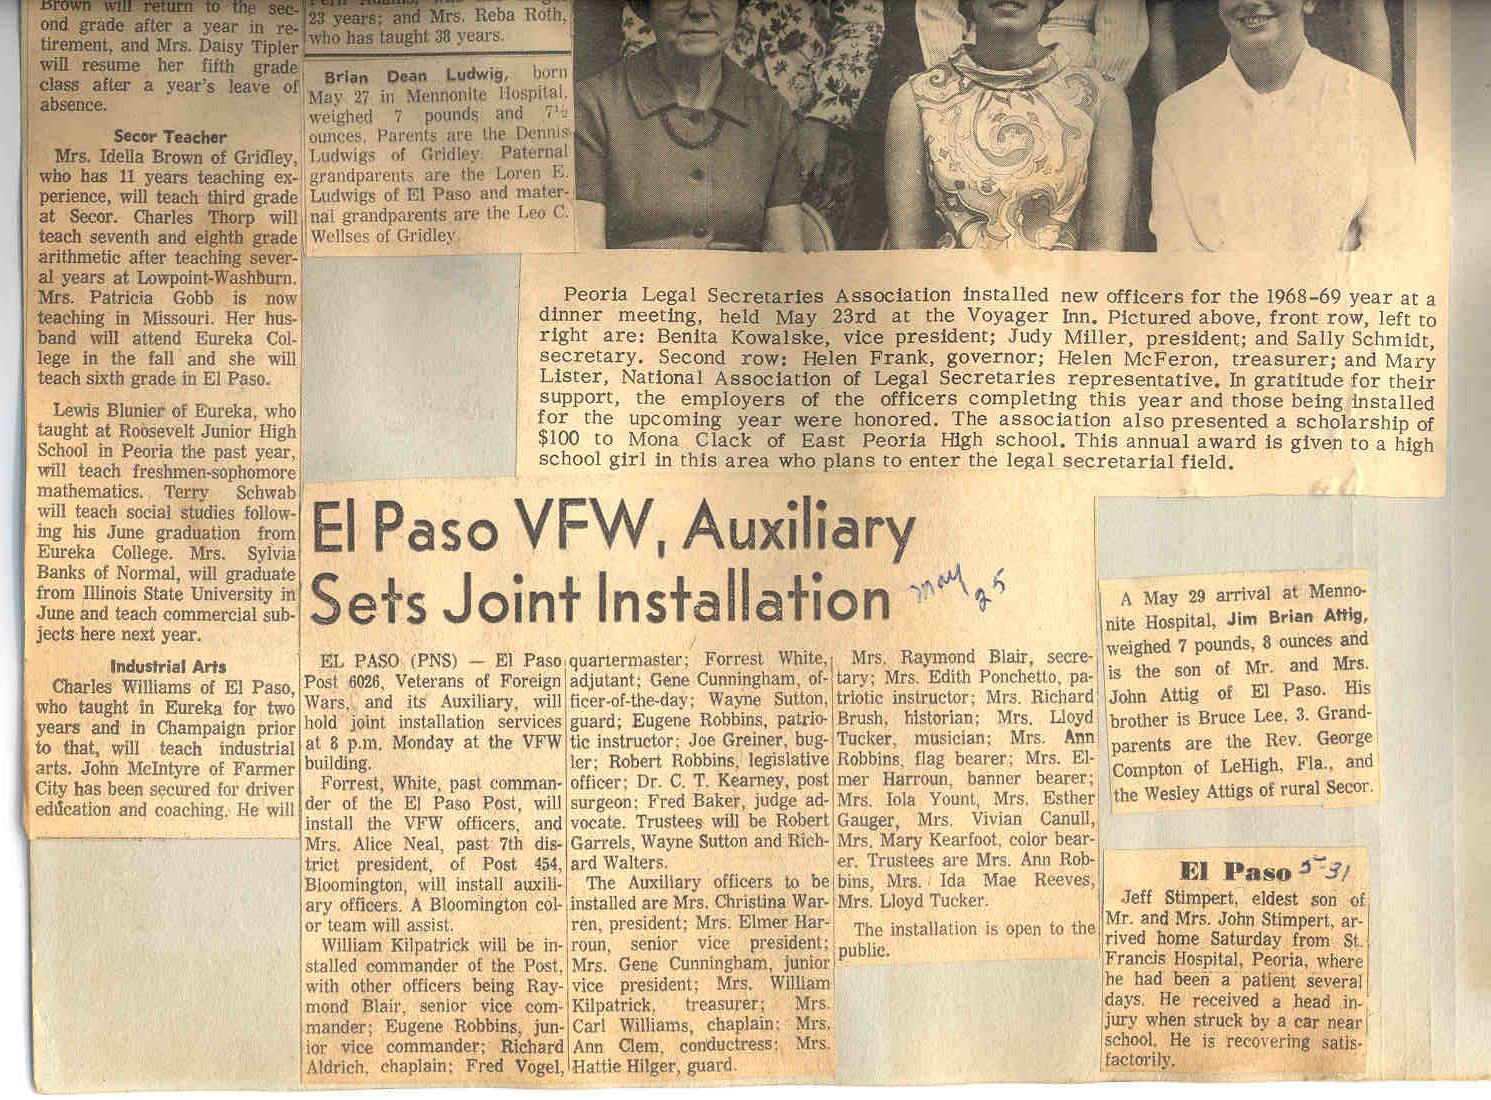 Brown will return to the sec-
ond grade after a year in re-
tirement, and Mrs. Daisy Tipler
will resume her fifth grade
class after a year's leave of
absence.
Secor Teacher
Mrs. Idella Brown of Gridley,
who has 11 years teaching ex-
perience, will teach third grade
at Secor. Charles Thorp will
teach seventh and eighth grade
arithmetic after teaching sever-
al years at Lowpoint-Washburn.
Mrs. Patricia Gobb is now
teaching in Missouri. Her hus-
band will attend Eureka Col-
lege in the fall and she will
teach sixth grade in El Paso.
Lewis Blunier of Eureka, who
taught at Roosevelt Junior High
School in Peoria the past year,
will teach freshmen-sophomore
mathematics. Terry Schwab
will teach social studies follow-
ing his June graduation from
Eureka College. Mrs. Sylvia
Banks of Normal, will graduate
from Illinois State University in
June and teach commercial sub-
jects here next year.
Industrial Arts
Charles Williams of El Paso,
who taught in Eureka for two
years and in Champaign prior
to that, will teach industrial
arts. John McIntyre of Farmer
City has been secured for driver
education and coaching. He will
23 years; and Mrs. Reba Roth,
who has taught 38 years.
Brian Dean Ludwig, born
May 27 in Mennonite Hospital,
weighed 7 pounds and 7½
ounces. Parents are the Dennis
Ludwigs of Gridley. Paternal
grandparents are the Loren E.
Ludwigs of El Paso and mater-
nal grandparents are the Leo C.
Wellses of Gridley.
Peoria Legal Secretaries Association installed new officers for the 1968-69 year at a
dinner meeting, held May 23rd at the Voyager Inn. Pictured above, front row, left to
right are: Benita Kowalske, vice president; Judy Miller, president; and Sally Schmidt,
secretary. Second row: Helen Frank, governor; Helen McFeron, treasurer; and Mary
Lister, National Association of Legal Secretaries representative. In gratitude for their
support, the employers of the officers completing this year and those being installed
for the upcoming year were honored. The association also presented a scholarship of
$100 to Mona Clack of East Peoria High school. This annual award is given to a high
school girl in this area who plans to enter the legal secretarial field.
El Paso VFW, Auxiliary
Sets Joint Installation
May 25
EL PASO (PNS) — El Paso
Post 6026, Veterans of Foreign
Wars, and its Auxiliary, will
hold joint installation services
at 8 p.m. Monday at the VFW
building.
Forrest, White, past comman-
der of the El Paso Post, will
install the VFW officers, and
Mrs. Alice Neal, past 7th dis-
trict president, of Post 454,
Bloomington, will install auxili-
ary officers. A Bloomington col-
or team will assist.
William Kilpatrick will be in-
stalled commander of the Post,
with other officers being Ray-
mond Blair, senior vice com-
mander; Eugene Robbins, jun-
ior vice commander; Richard
Aldrich, chaplain; Fred Vogel,
quartermaster; Forrest White,
adjutant; Gene Cunningham, of-
ficer-of-the-day; Wayne Sutton,
guard; Eugene Robbins, patrio-
tic instructor; Joe Greiner, bug-
ler; Robert Robbins, legislative
officer; Dr. C. T. Kearney, post
surgeon; Fred Baker, judge ad-
vocate. Trustees will be Robert
Garrels, Wayne Sutton and Rich-
ard Walters.
The Auxiliary officers to be
installed are Mrs. Christina War-
ren, president; Mrs. Elmer Har-
roun, senior vice president;
Mrs. Gene Cunningham, junior
vice president; Mrs. William
Kilpatrick, treasurer; Mrs.
Carl Williams, chaplain; Mrs.
Ann Clem, conductress; Mrs.
Hattie Hilger, guard.
Mrs. Raymond Blair, secre-
tary; Mrs. Edith Ponchetto, pa-
triotic instructor; Mrs. Richard
Brush, historian; Mrs. Lloyd
Tucker, musician; Mrs. Ann
Robbins, flag bearer; Mrs. El-
mer Harroun, banner bearer;
Mrs. Iola Yount, Mrs. Esther
Gauger, Mrs. Vivian Canull,
Mrs. Mary Kearfoot, color bear-
er. Trustees are Mrs. Ann Rob-
bins, Mrs. Ida Mae Reeves,
Mrs. Lloyd Tucker.
The installation is open to the
public.
A May 29 arrival at Menno-
nite Hospital, Jim Brian Attig,
weighed 7 pounds, 8 ounces and
is the son of Mr. and Mrs.
John Attig of El Paso. His
brother is Bruce Lee, 3. Grand-
parents are the Rev. George
Compton of LeHigh, Fla., and
the Wesley Attigs of rural Secor.
El Paso 5-31
Jeff Stimpert, eldest son of
Mr. and Mrs. John Stimpert, ar-
rived home Saturday from St.
Francis Hospital, Peoria, where
he had been a patient several
days. He received a head in-
jury when struck by a car near
school. He is recovering satis-
factorily.